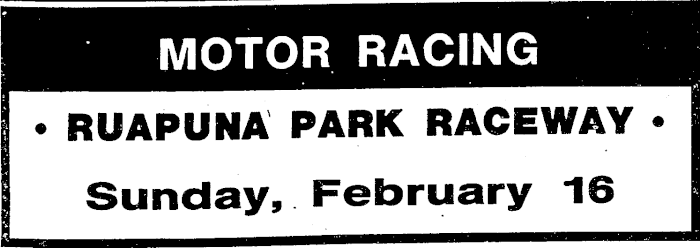 MOTOR RACING
• RUAPUNA PARK RACEWAY •
Sunday, February 16